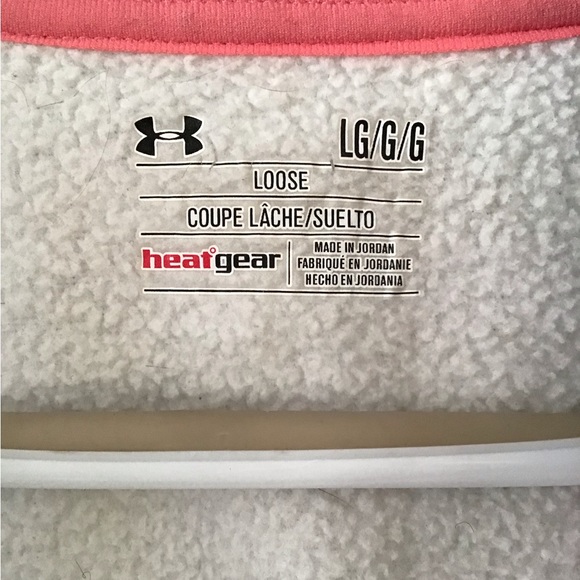 LG/G/G
LOOSE
COUPE LÂCHE/SUELTO
heatgear
MADE IN JORDAN
FABRIQUÉ EN JORDANIE
HECHO EN JORDANIA